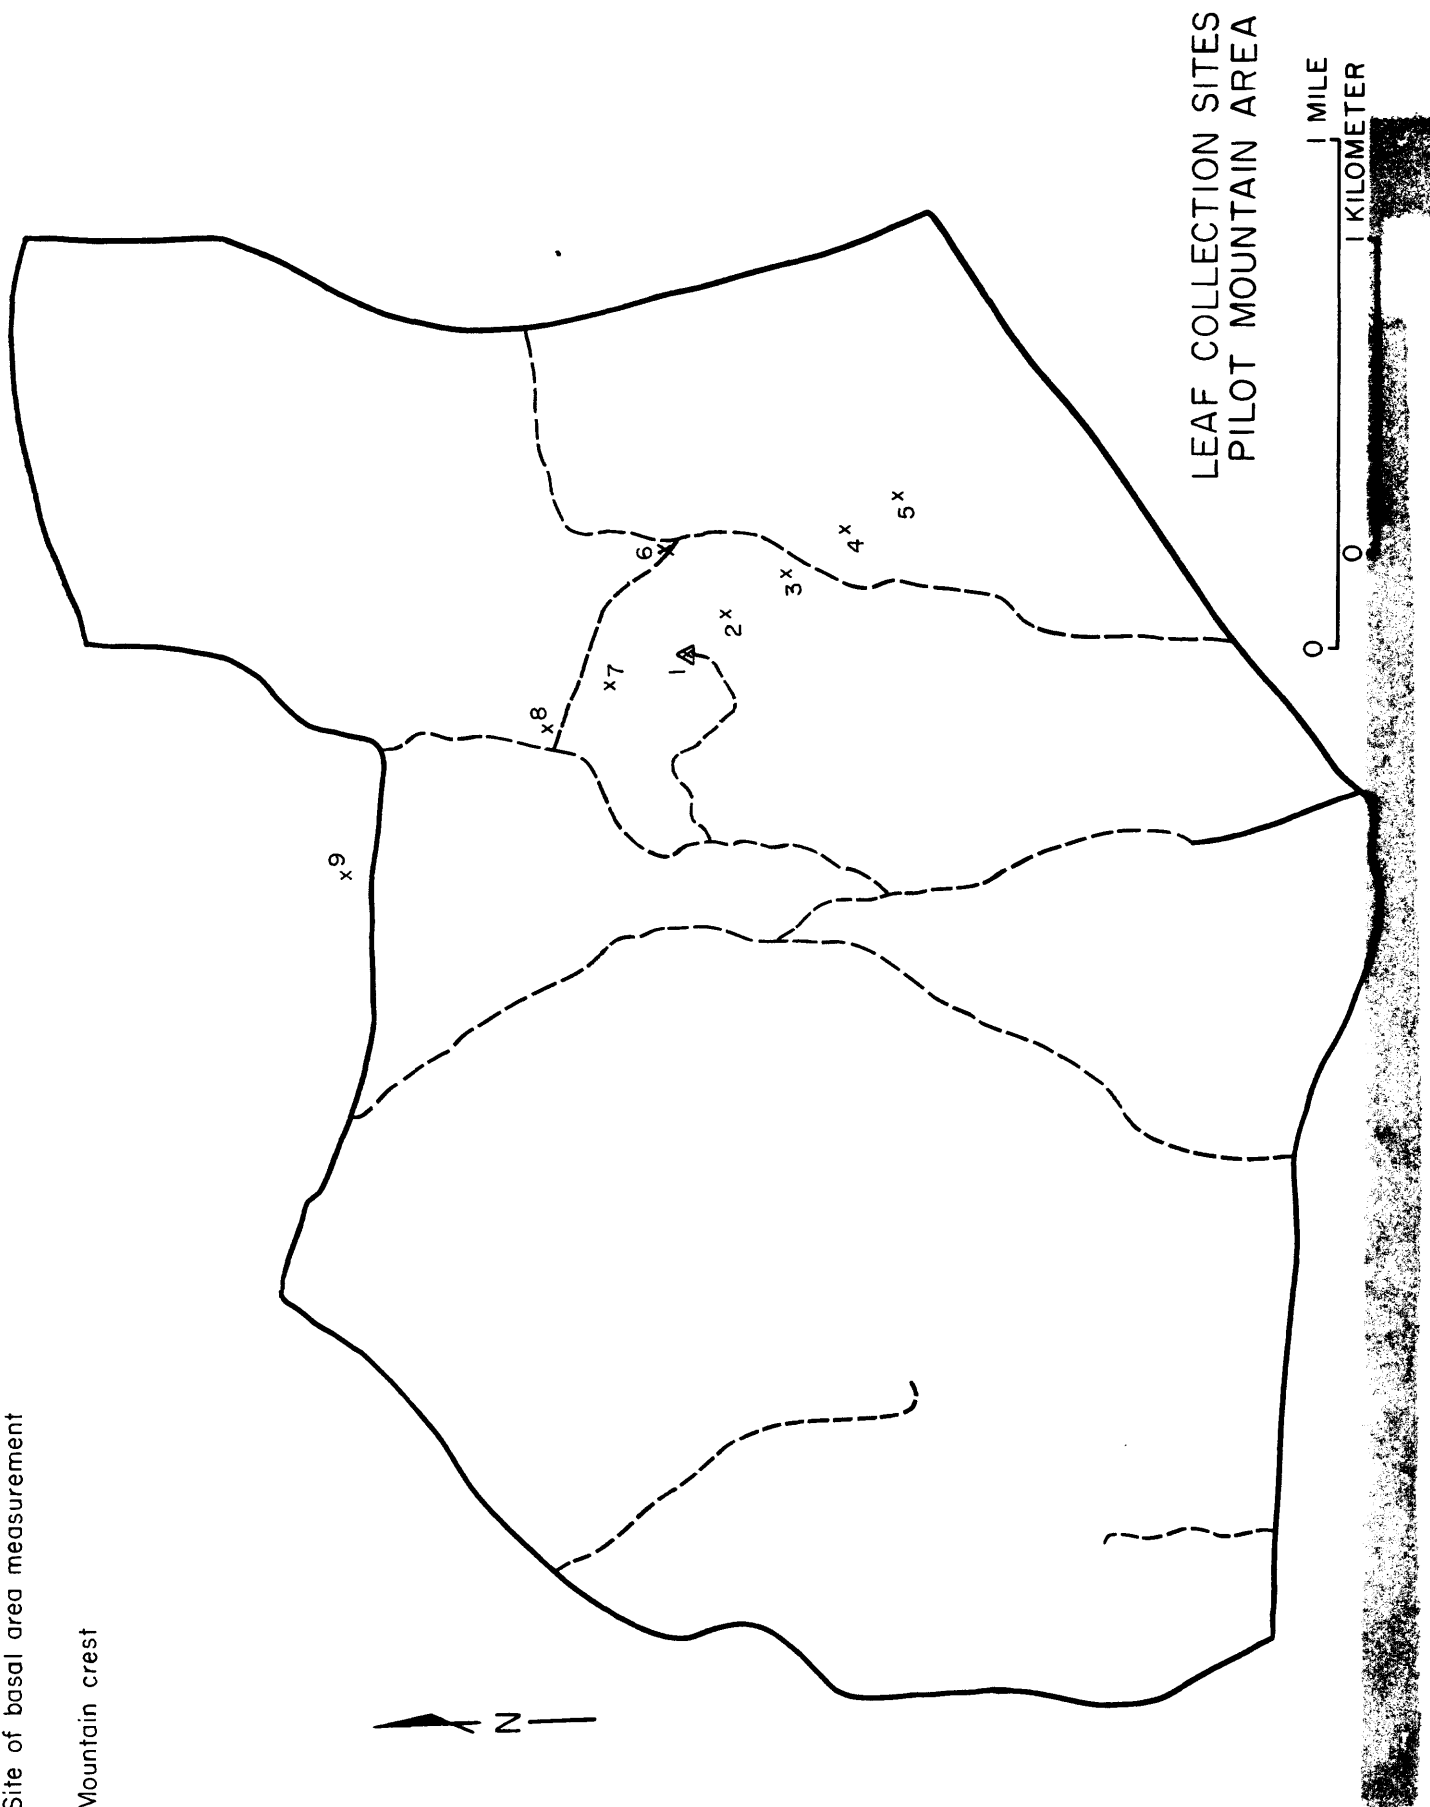 Site of basal area measurement
Mountain crest
N
9
8
7
6
1
2
3
4
5
LEAF COLLECTION SITES
PILOT MOUNTAIN AREA
0 1 MILE
0 1 KILOMETER